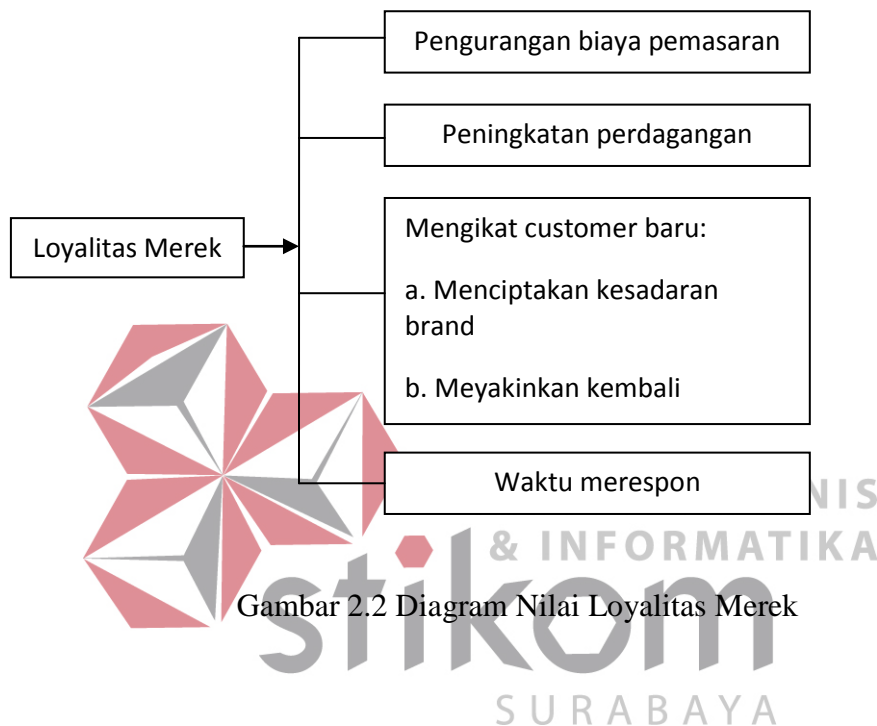 Pengurangan biaya pemasaran
Peningkatan perdagangan
Loyalitas Merek
Mengikat customer baru:
a. Menciptakan kesadaran
brand
b. Meyakinkan kembali
Waktu merespon
NIS
& INFORMATIKA
stikom
Gambar 2.2 Diagram Nilai Loyalitas Merek
SURABAYA